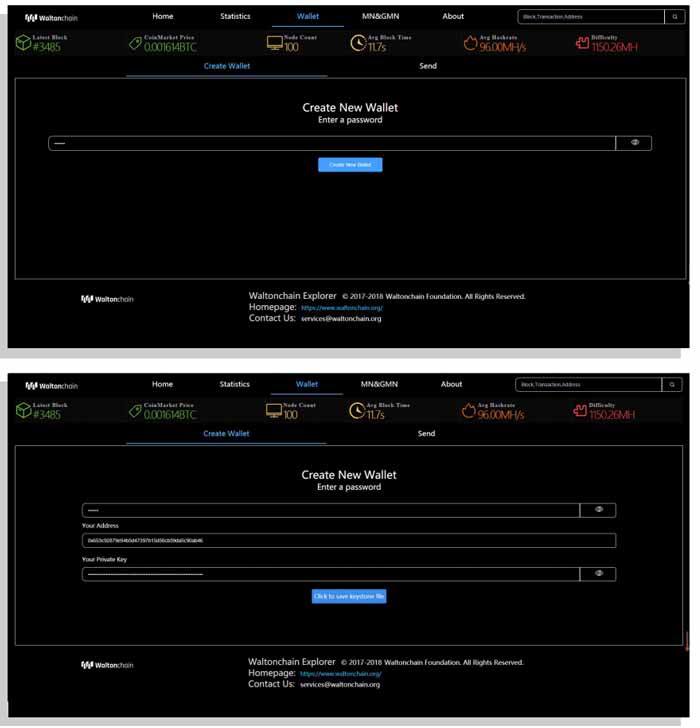 Waltonchain Home Statistics Wallet MN&GMN About Block,Transaction,Address
Latest Block CoinMarket Price Node Count Avg Block Time Avg Hashrate Difficulty
#3485 0.001614BTC 100 11.7s 96.00MH/s 1150.26MH
Create Wallet Send
Create New Wallet
Enter a password
Create New Wallet
Waltonchain
Waltonchain Explorer © 2017-2018 Waltonchain Foundation. All Rights Reserved.
Homepage: https://www.waltonchain.org/
Contact Us: services@waltonchain.org
Waltonchain Home Statistics Wallet MN&GMN About Block,Transaction,Address
Latest Block CoinMarket Price Node Count Avg Block Time Avg Hashrate Difficulty
#3485 0.001614BTC 100 11.7s 96.00MH/s 1150.26MH
Create Wallet Send
Create New Wallet
Enter a password
Your Address
Your Private Key
Click to save keystone file
Waltonchain
Waltonchain Explorer © 2017-2018 Waltonchain Foundation. All Rights Reserved.
Homepage: https://www.waltonchain.org/
Contact Us: services@waltonchain.org